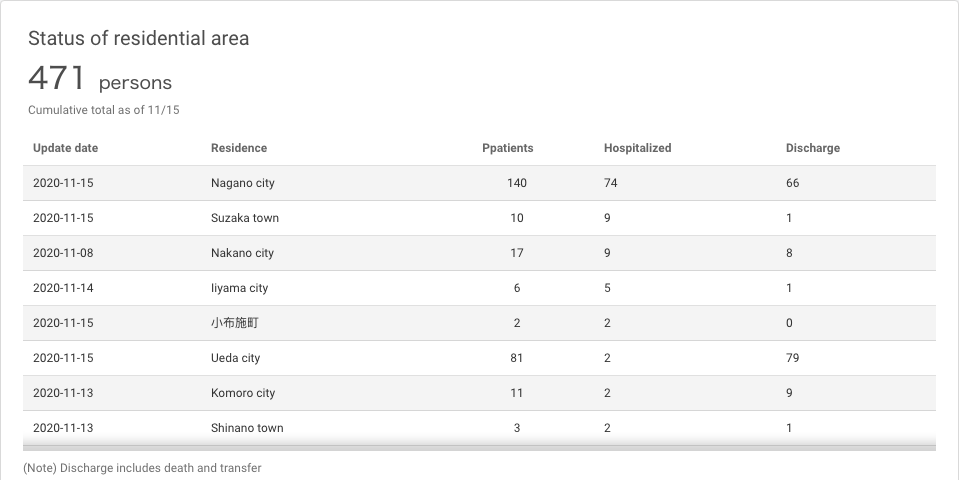 Status of residential area
471 persons
Cumulative total as of 11/15
Update date Residence Ppatients Hospitalized Discharge
2020-11-15 Nagano city 140 74 66
2020-11-15 Suzaka town 10 9 1
2020-11-08 Nakano city 17 9 8
2020-11-14 Iiyama city 6 5 1
2020-11-15 小布施町 2 2 0
2020-11-15 Ueda city 81 2 79
2020-11-13 Komoro city 11 2 9
2020-11-13 Shinano town 3 2 1
(Note) Discharge includes death and transfer